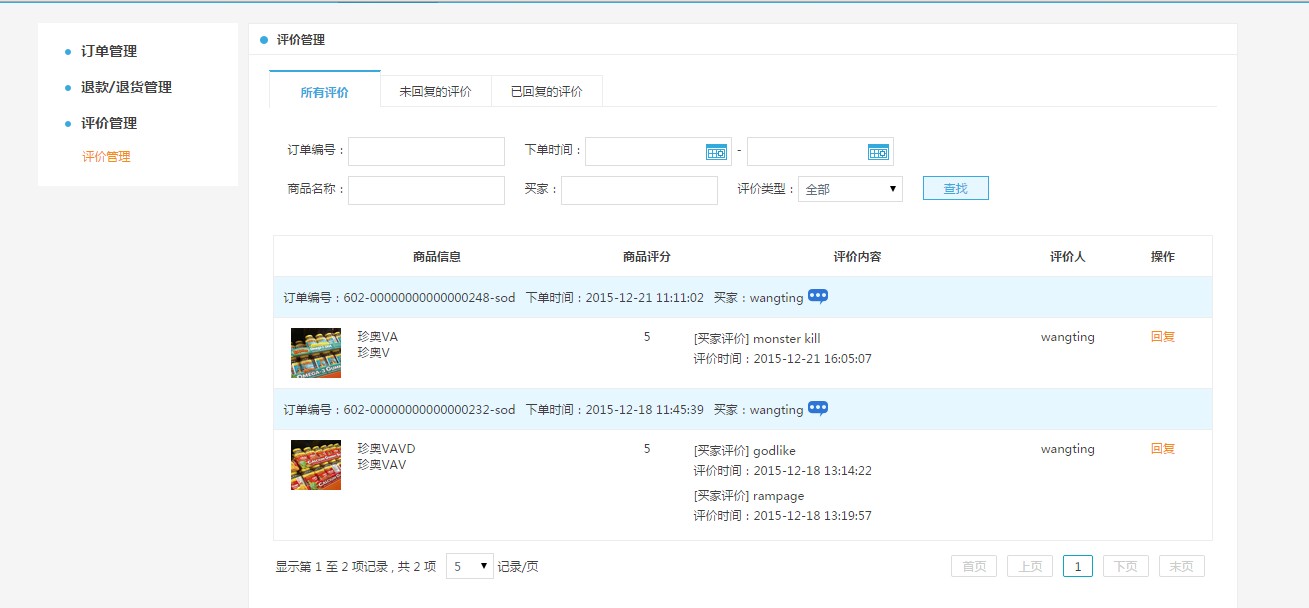 订单管理
退款/退货管理
评价管理
评价管理
评价管理
所有评价 未回复的评价 已回复的评价
订单编号： 下单时间： -
商品名称： 买家： 评价类型： 全部 查找
商品信息 商品评分 评价内容 评价人 操作
订单编号：602-00000000000000248-sod 下单时间：2015-12-21 11:11:02 买家：wangting
珍奥VA 5 [买家评价] monster kill wangting 回复
珍奥V
评价时间：2015-12-21 16:05:07
OMEGA-3 GUMMY
订单编号：602-00000000000000232-sod 下单时间：2015-12-18 11:45:39 买家：wangting
珍奥VAVD 5 [买家评价] godlike wangting 回复
珍奥VAV
评价时间：2015-12-18 13:14:22
[买家评价] rampage
评价时间：2015-12-18 13:19:57
显示第 1 至 2 项记录 , 共 2 项 5 记录/页 首页 上页 1 下页 末页